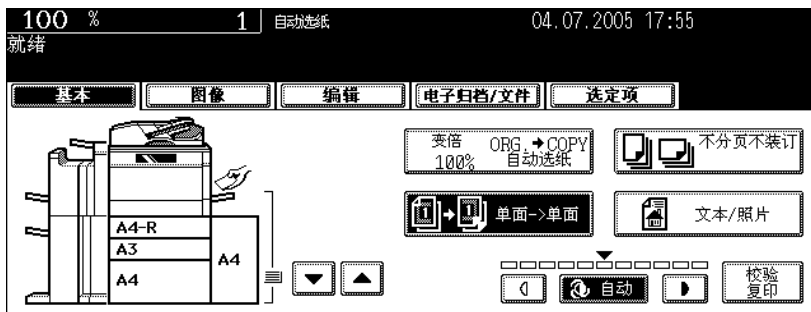 100 % 1 自动选纸 04.07.2005 17:55
就绪
基本 图像 编辑 电子归档/文件 选定项
变倍 ORG.→COPY
100% 自动选纸
不分页不装订
1→1 单面->单面
文本/照片
A4-R
A3
A4
A4
自动
校验
复印